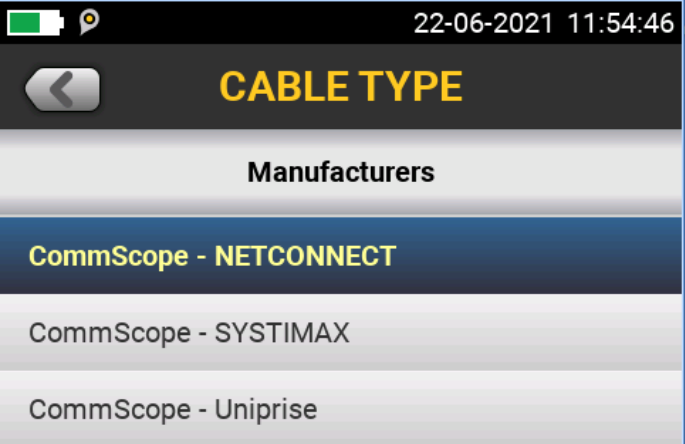 22-06-2021 11:54:46
CABLE TYPE
Manufacturers
CommScope - NETCONNECT
CommScope - SYSTIMAX
CommScope - Uniprise